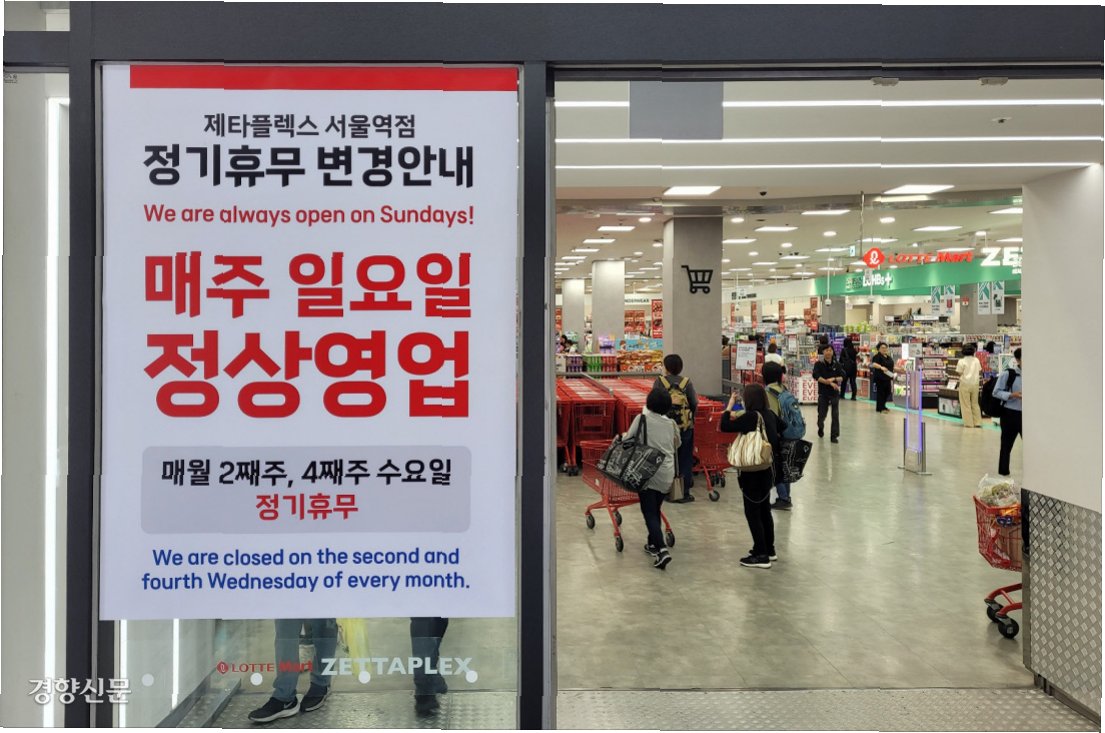 제타플렉스 서울역점
정기휴무 변경안내
We are always open on Sundays!
매주 일요일
정상영업
매월 2째주, 4째주 수요일
정기휴무
We are closed on the second and
fourth Wednesday of every month.
LOTTE Mart ZETTAPLEX
LOTTE Mart
경향신문